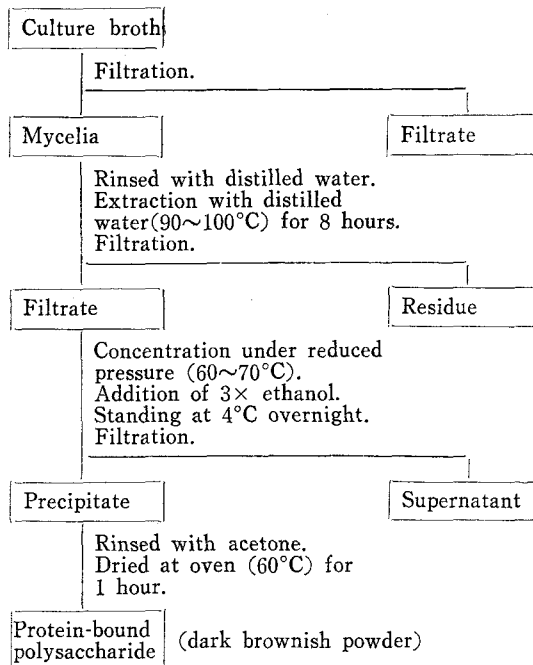 Culture broth
Filtration.
Mycelia
Filtrate
Rinsed with distilled water.
Extraction with distilled
water(90~100°C) for 8 hours.
Filtration.
Filtrate
Residue
Concentration under reduced
pressure (60~70°C).
Addition of 3× ethanol.
Standing at 4°C overnight.
Filtration.
Precipitate
Supernatant
Rinsed with acetone.
Dried at oven (60°C) for
1 hour.
Protein-bound
polysaccharide
(dark brownish powder)